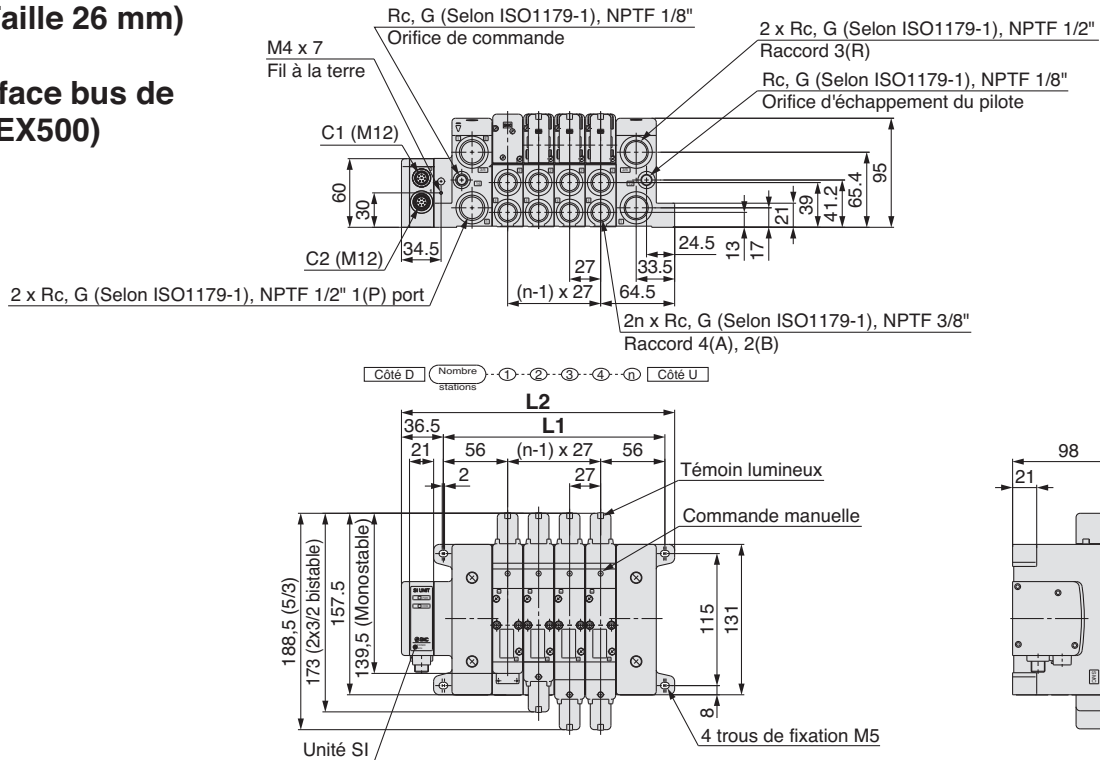 Taille 26 mm)
face bus de
EX500)
Rc, G (Selon ISO1179-1), NPTF 1/8"
Orifice de commande
M4 x 7
Fil à la terre
2 x Rc, G (Selon ISO1179-1), NPTF 1/2"
Raccord 3(R)
Rc, G (Selon ISO1179-1), NPTF 1/8"
Orifice d'échappement du pilote
C1 (M12)
60
30
34.5
C2 (M12)
2 x Rc, G (Selon ISO1179-1), NPTF 1/2" 1(P) port
27
(n-1) x 27
33.5
64.5
24.5
13
17
21
39
41.2
65.4
95
2n x Rc, G (Selon ISO1179-1), NPTF 3/8"
Raccord 4(A), 2(B)
Côté D
Nombre
stations
1
2
3
4
n
Côté U
L2
36.5
L1
21
56
(n-1) x 27
56
2
27
Témoin lumineux
Commande manuelle
188,5 (5/3)
173 (2x3/2 bistable)
157.5
139,5 (Monostable)
SI UNIT
SMC
115
131
8
4 trous de fixation M5
Unité SI
98
21
SMC